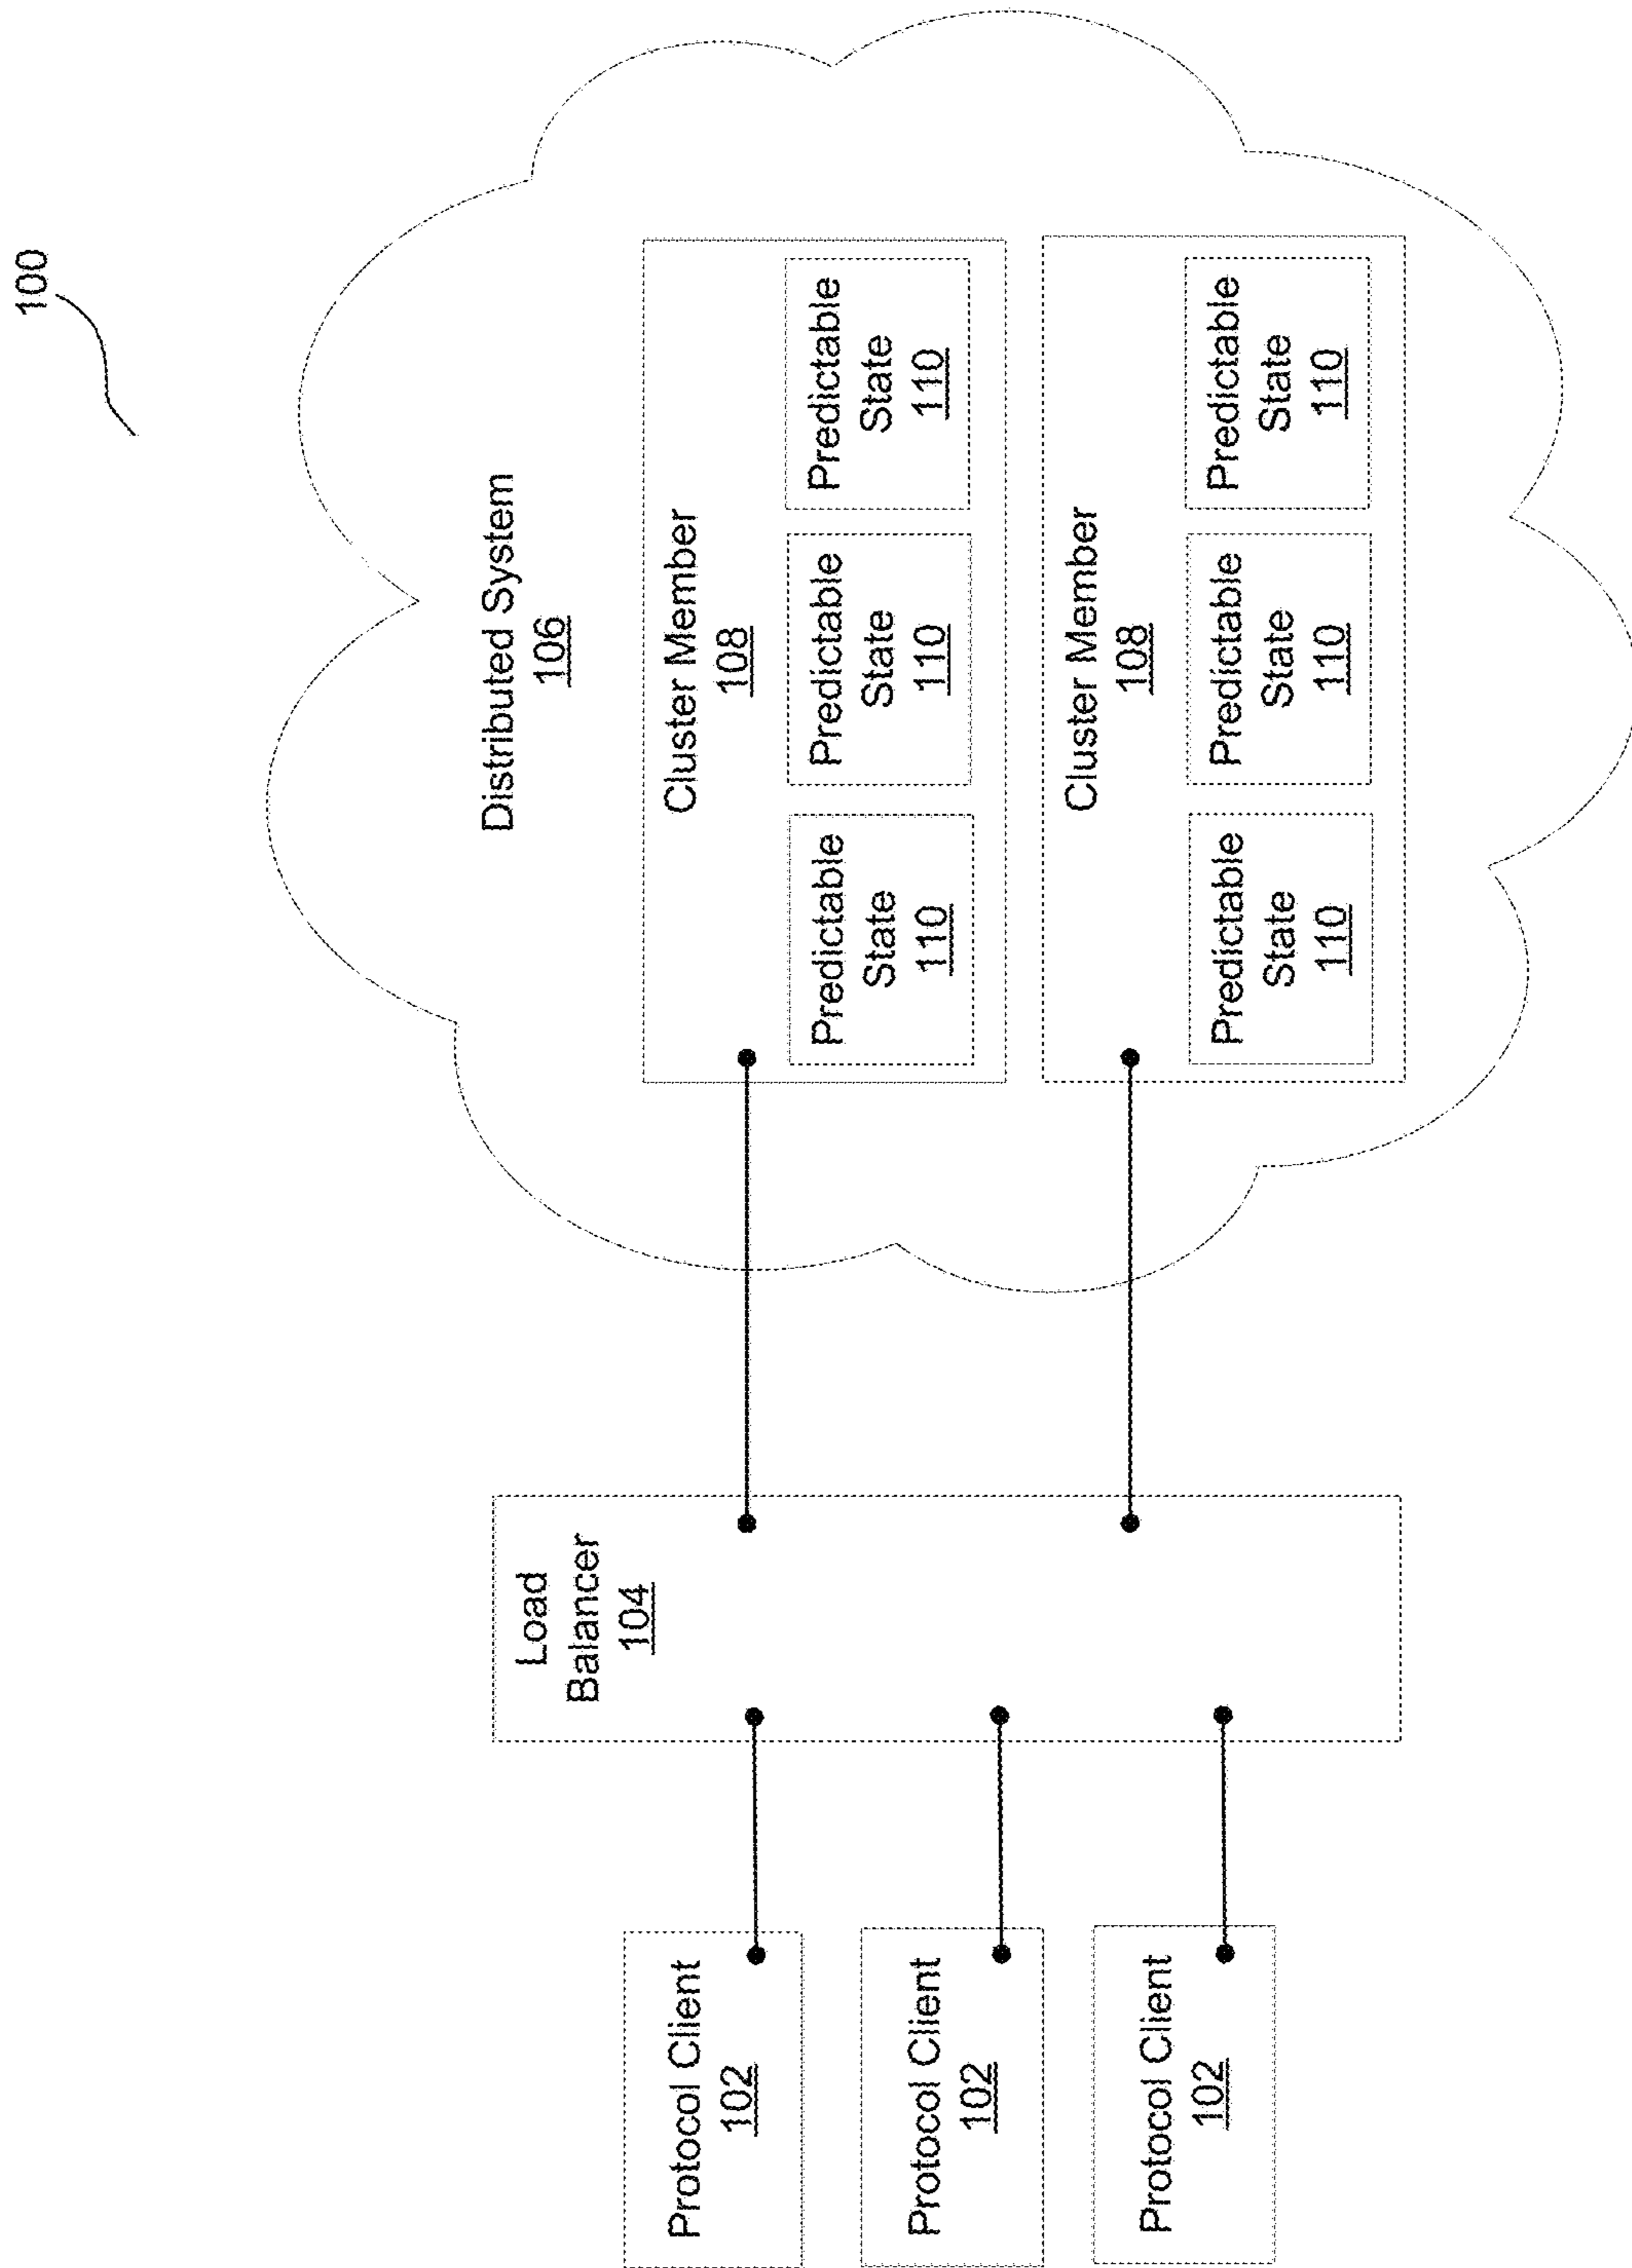 100
Distributed System
106
Cluster Member
108
Predictable
State
110
Predictable
State
110
Predictable
State
110
Cluster Member
108
Predictable
State
110
Predictable
State
110
Predictable
State
110
Load
Balancer
104
Protocol Client
102
Protocol Client
102
Protocol Client
102